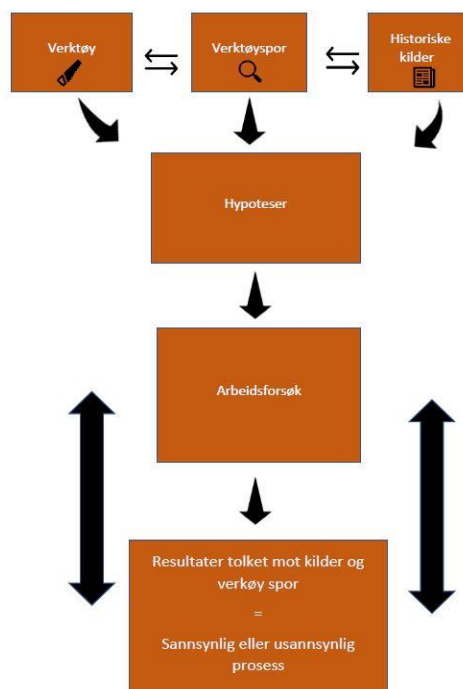 Verktøy
Verktøyspor
Historiske
kilder
Hypoteser
Arbeidsforsøk
Resultater tolket mot kilder og
verkøy spor
=
Sannsynlig eller usannsynlig
prosess